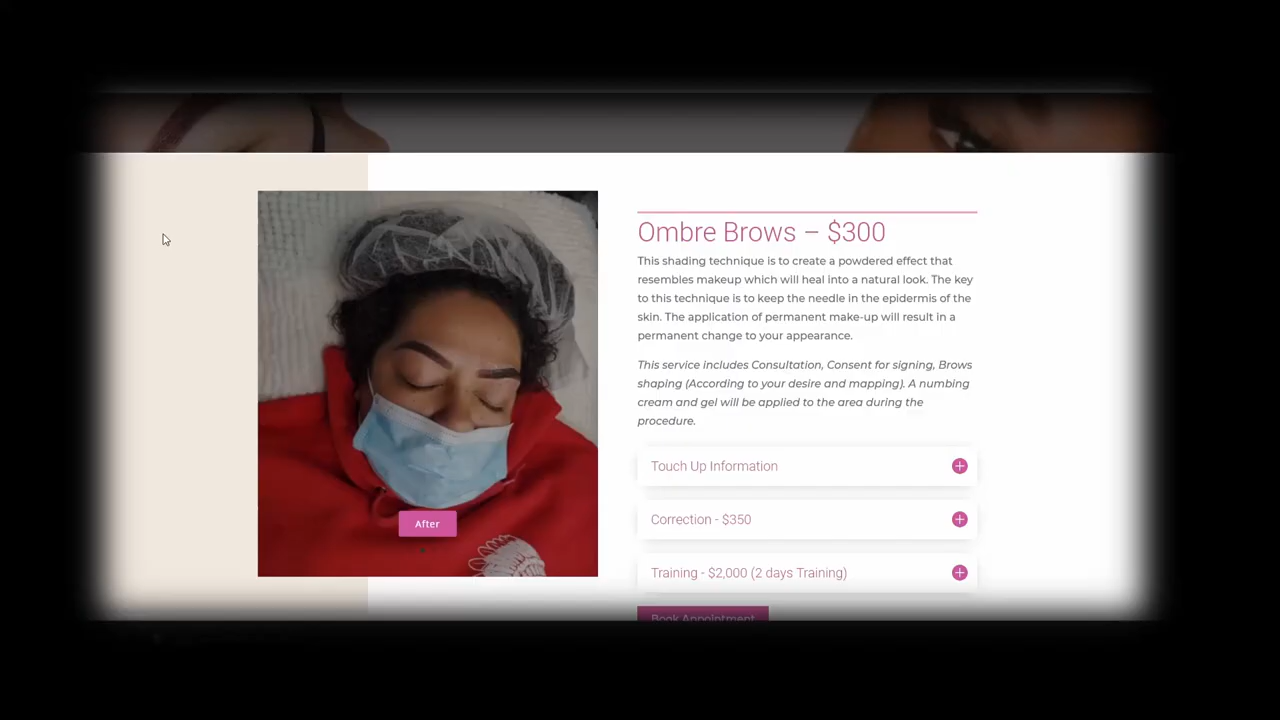 Ombre Brows – $300
This shading technique is to create a powdered effect that
resembles makeup which will heal into a natural look. The key
to this technique is to keep the needle in the epidermis of the
skin. The application of permanent make-up will result in a
permanent change to your appearance.
This service includes Consultation, Consent for signing, Brows
shaping (According to your desire and mapping). A numbing
cream and gel will be applied to the area during the
procedure.
After
Touch Up Information
Correction - $350
Training - $2,000 (2 days Training)
Book Appointment